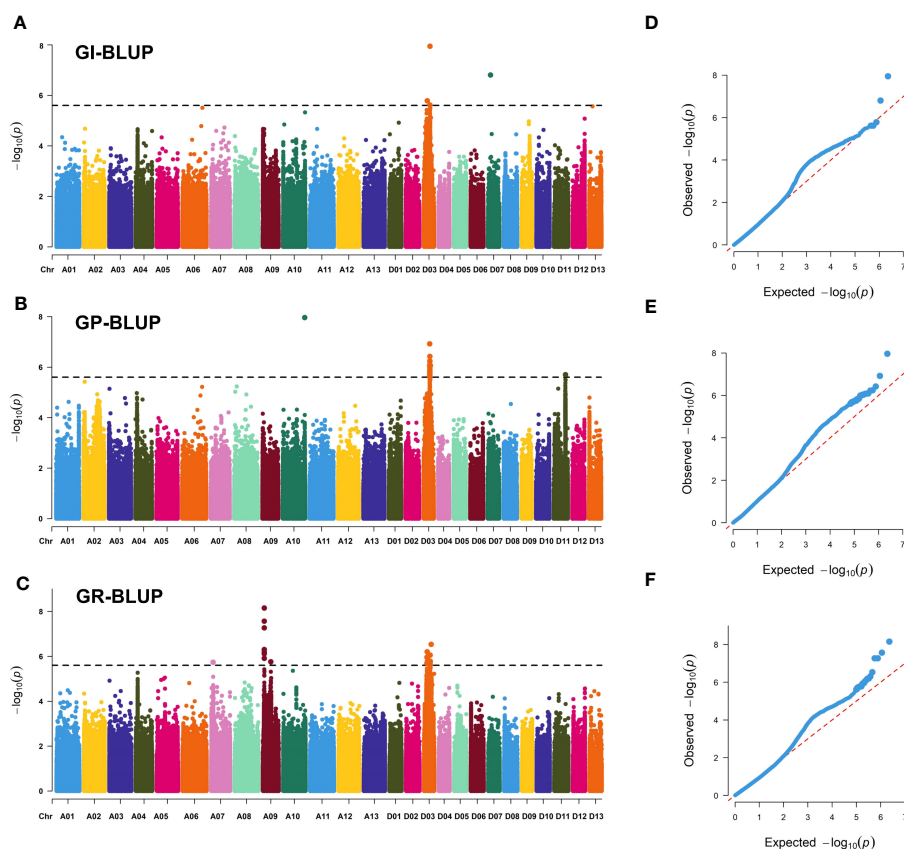 A
GI-BLUP
8
6
4
2
0
−log10(p)
Chr A01 A02 A03 A04 A05 A06 A07 A08 A09 A10 A11 A12 A13 D01 D02 D03 D04 D05 D06 D07 D08 D09 D10 D11 D12 D13
D
8
6
4
2
0
Observed −log10(p)
0 1 2 3 4 5 6 7
Expected −log10(p)
B
GP-BLUP
8
6
4
2
0
−log10(p)
Chr A01 A02 A03 A04 A05 A06 A07 A08 A09 A10 A11 A12 A13 D01 D02 D03 D04 D05 D06 D07 D08 D09 D10 D11 D12 D13
E
8
6
4
2
0
Observed −log10(p)
0 1 2 3 4 5 6 7
Expected −log10(p)
C
GR-BLUP
8
6
4
2
0
−log10(p)
Chr A01 A02 A03 A04 A05 A06 A07 A08 A09 A10 A11 A12 A13 D01 D02 D03 D04 D05 D06 D07 D08 D09 D10 D11 D12 D13
F
8
6
4
2
0
Observed −log10(p)
0 1 2 3 4 5 6 7
Expected −log10(p)